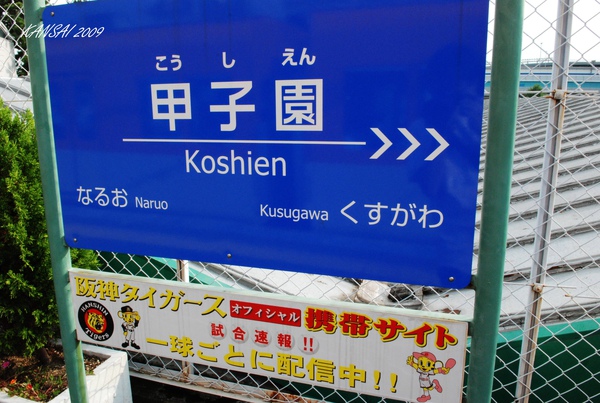 KANSAI 2009
こう し えん
甲子園
Koshien
なるお Naruo
Kusugawa くすがわ
阪神タイガース オフィシャル 携帯サイト
試合速報!!
一球ごとに配信中!!
HANSHIN
Tigers